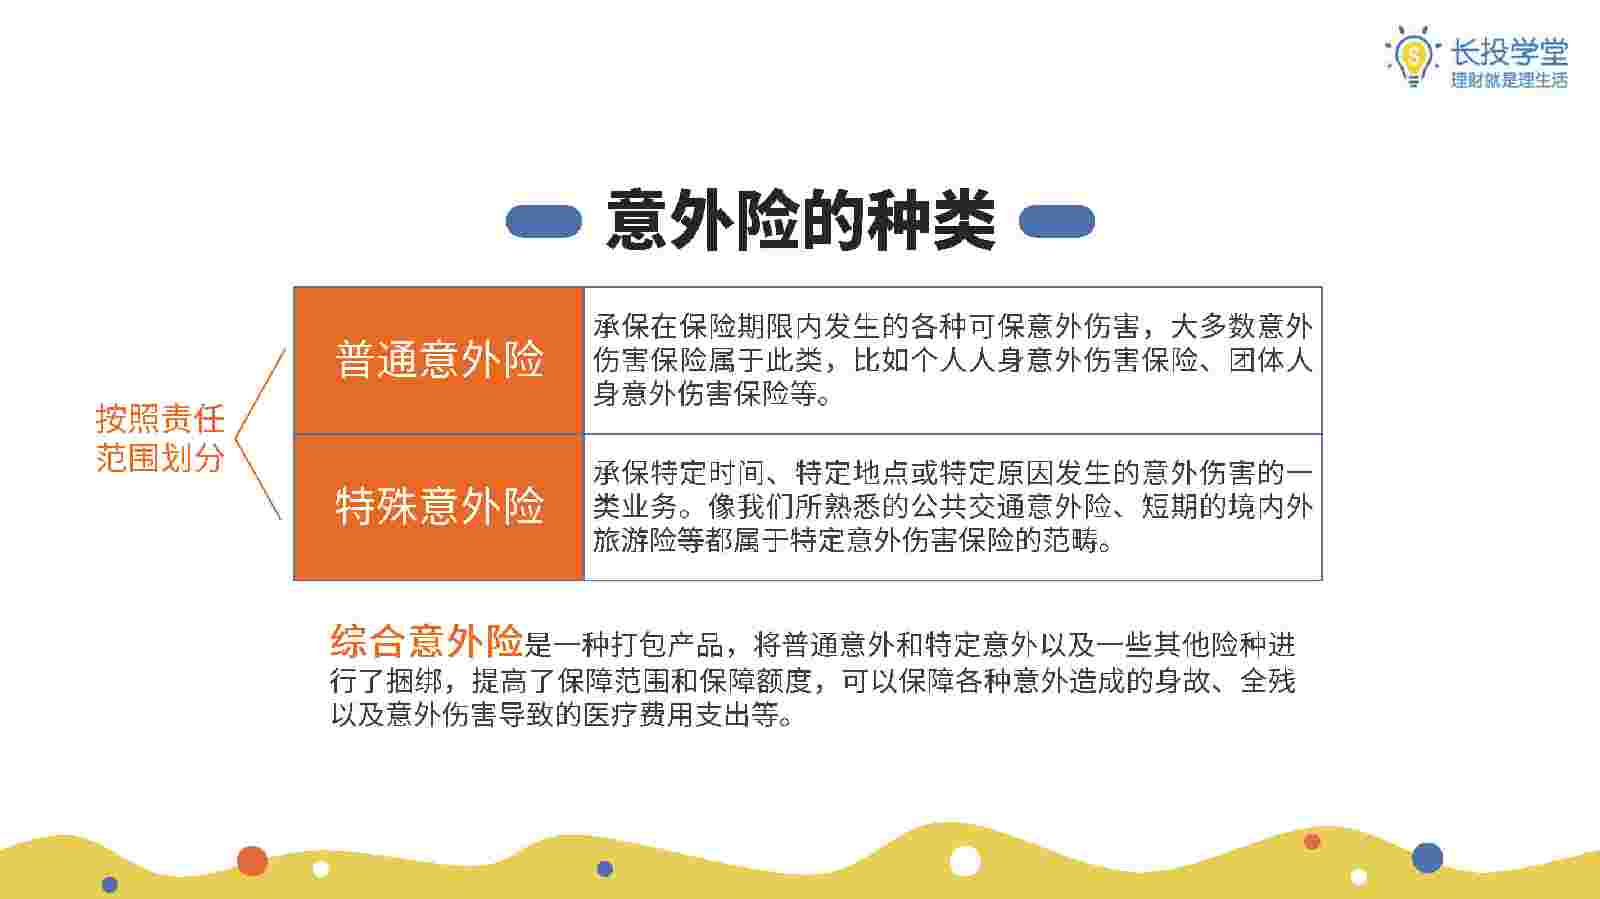 长投学堂
理财就是理生活
意外险的种类
按照责任
范围划分
普通意外险
承保在保险期限内发生的各种可保意外伤害，大多数意外
伤害保险属于此类，比如个人人身意外伤害保险、团体人
身意外伤害保险等。
特殊意外险
承保特定时间、特定地点或特定原因发生的意外伤害的一
类业务。像我们所熟悉的公共交通意外险、短期的境内外
旅游险等都属于特定意外伤害保险的范畴。
综合意外险是一种打包产品，将普通意外和特定意外以及一些其他险种进
行了捆绑，提高了保障范围和保障额度，可以保障各种意外造成的身故、全残
以及意外伤害导致的医疗费用支出等。